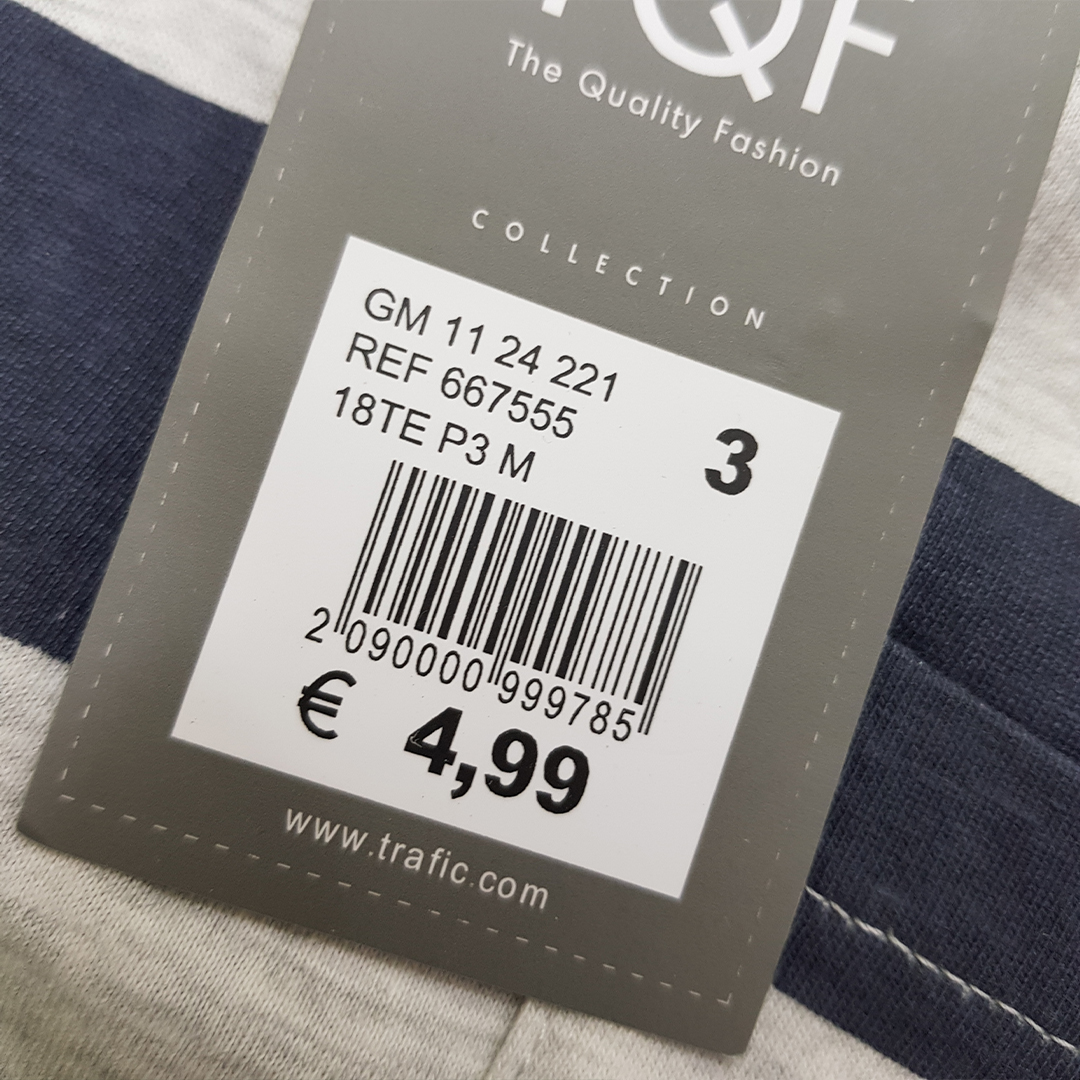 TQF
The Quality Fashion
COLLECTION
GM 11 24 221
REF 667555
18TE P3 M
3
2 090000 999785
€ 4,99
www.trafic.com